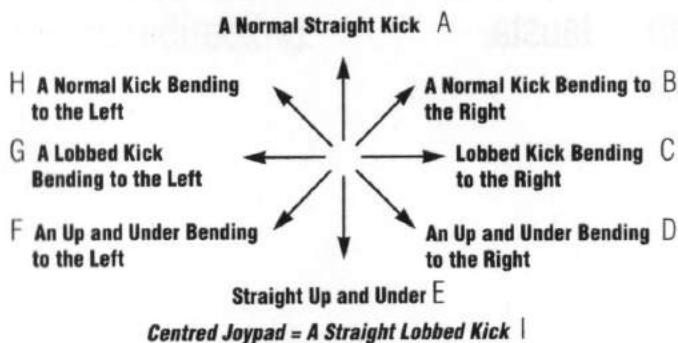 A Normal Straight Kick A
H A Normal Kick Bending
to the Left
A Normal Kick Bending to B
the Right
G A Lobbed Kick
Bending to the Left
Lobbed Kick Bending C
to the Right
F An Up and Under Bending
to the Left
An Up and Under Bending D
to the Right
Straight Up and Under E
Centred Joypad = A Straight Lobbed Kick I